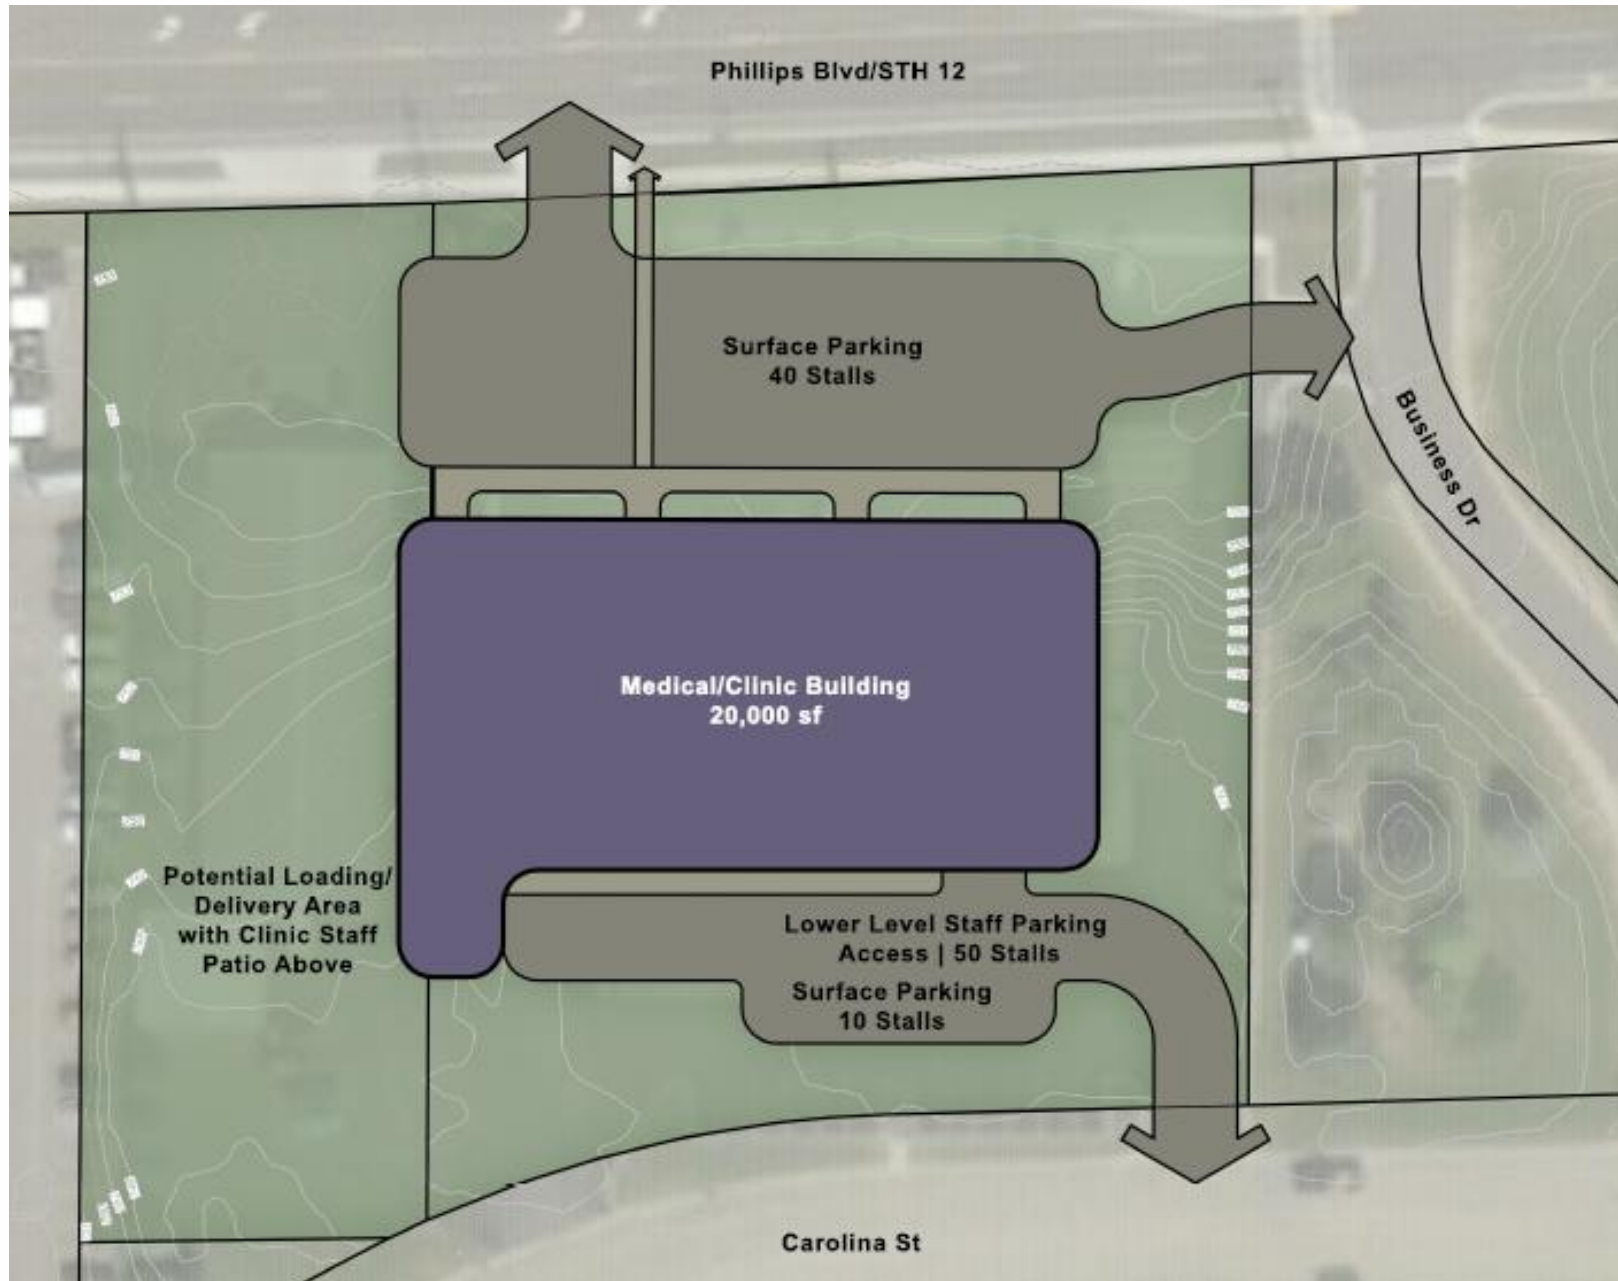 Phillips Blvd/STH 12
Surface Parking
40 Stalls
Business Dr
Medical/Clinic Building
20,000 sf
Potential Loading/
Delivery Area
with Clinic Staff
Patio Above
Lower Level Staff Parking
Access | 50 Stalls
Surface Parking
10 Stalls
Carolina St